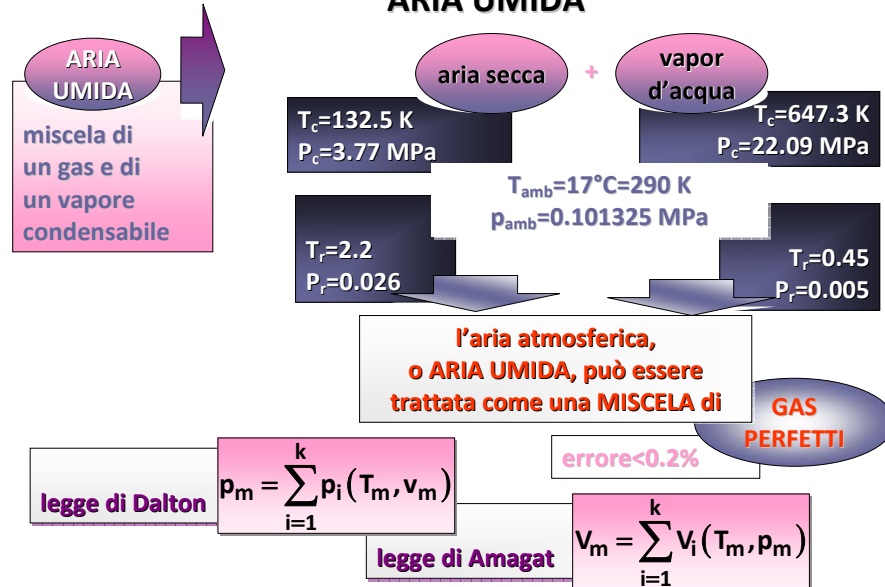 ARIA UMIDA
ARIA
UMIDA
miscela di
un gas e di
un vapore
condensabile
aria secca
+
vapor
d'acqua
Tc=132.5 K
Pc=3.77 MPa
Tc=647.3 K
Pc=22.09 MPa
Tamb=17°C=290 K
pamb=0.101325 MPa
Tr=2.2
Pr=0.026
Tr=0.45
Pr=0.005
l'aria atmosferica,
o ARIA UMIDA, può essere
trattata come una MISCELA di
GAS
PERFETTI
errore<0.2%
legge di Dalton
pm = ∑ i=1 k pi (Tm,vm)
legge di Amagat
Vm = ∑ i=1 k Vi (Tm,pm)